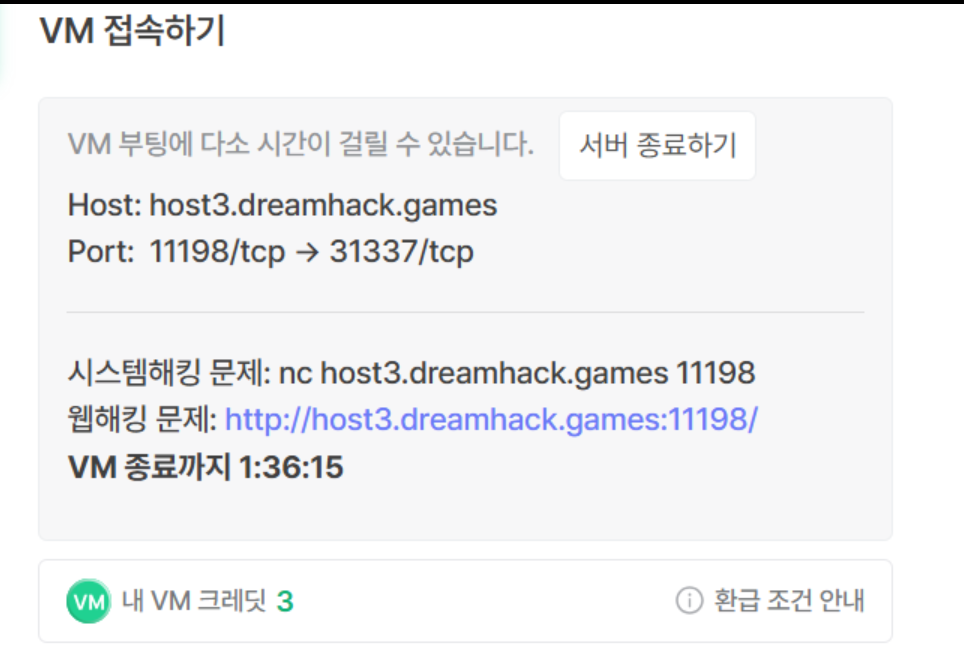 VM 접속하기
VM 부팅에 다소 시간이 걸릴 수 있습니다. 서버 종료하기
Host: host3.dreamhack.games
Port: 11198/tcp → 31337/tcp
시스템해킹 문제: nc host3.dreamhack.games 11198
웹해킹 문제: http://host3.dreamhack.games:11198/
VM 종료까지 1:36:15
VM 내 VM 크레딧 3 ⓘ 환급 조건 안내